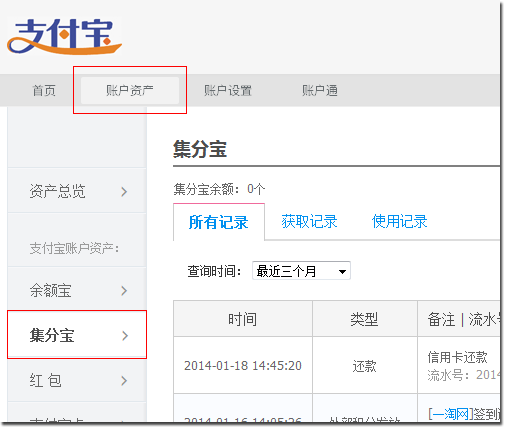 支付宝
首页 账户资产 账户设置 账户通
集分宝
资产总览
集分宝余额：0个
所有记录 获取记录 使用记录
支付宝账户资产：
查询时间： 最近三个月
余额宝
时间 类型 备注 | 流水号
集分宝
2014-01-18 14:45:20 还款 信用卡还款
流水号：2014
红 包
[一淘网]签到
2014-01-16